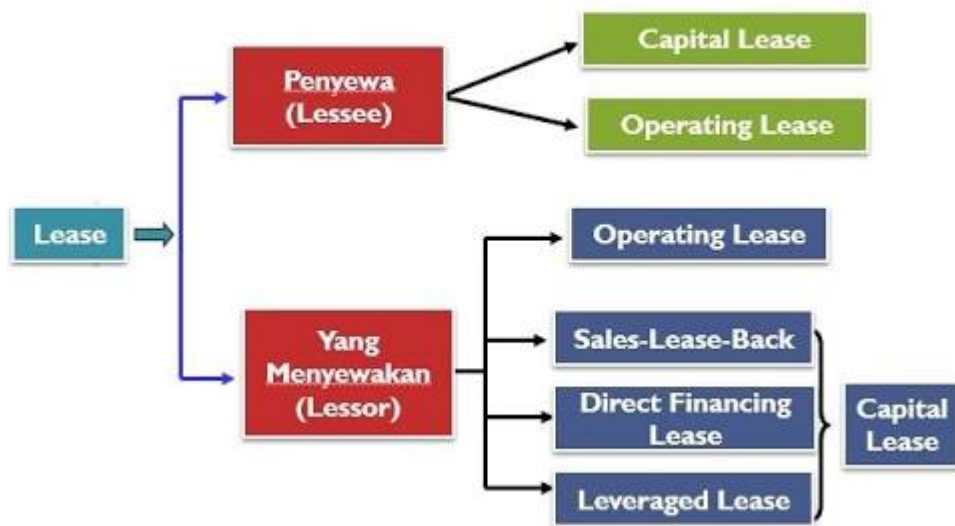 Lease
Penyewa
(Lessee)
Capital Lease
Operating Lease
Yang
Menyewakan
(Lessor)
Operating Lease
Sales-Lease-Back
Direct Financing
Lease
Leveraged Lease
Capital
Lease